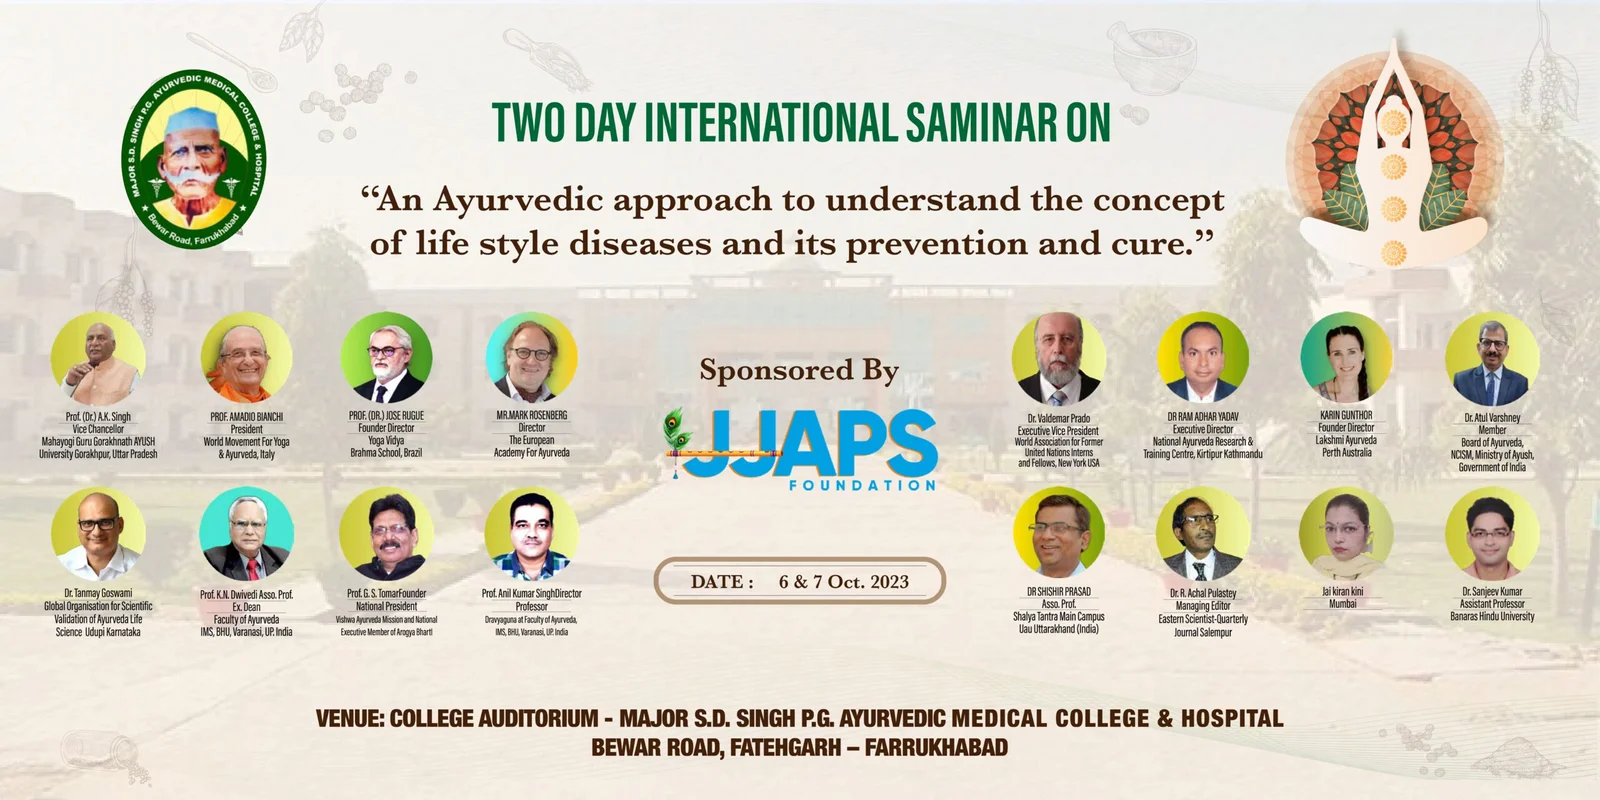 MAJOR S.D. SINGH P.G. AYURVEDIC MEDICAL COLLEGE & HOSPITAL
Bewar Road, Farrukhabad
TWO DAY INTERNATIONAL SAMINAR ON
“An Ayurvedic approach to understand the concept
of life style diseases and its prevention and cure.”
Prof. (Dr.) A.K. Singh
Vice Chancellor
Mahayogi Guru Gorakhnath AYUSH
University Gorakhpur, Uttar Pradesh
PROF. AMADIO BIANCHI
President
World Movement For Yoga
& Ayurveda, Italy
PROF. (DR.) JOSE RUGUE
Founder Director
Yoga Vidya
Brahma School, Brazil
MR.MARK ROSENBERG
Director
The European
Academy For Ayurveda
Sponsored By
JJAPS
FOUNDATION
Dr. Valdemar Prado
Executive Vice President
World Association for Former
United Nations Interns
and Fellows, New York USA
DR RAM ADHAR YADAV
Executive Director
National Ayurveda Research &
Training Centre, Kirtipur Kathmandu
KARIN GUNTHOR
Founder Director
Lakshmi Ayurveda
Perth Australia
Dr. Atul Varshney
Member
Board of Ayurveda,
NCISM, Ministry of Ayush,
Government of India
Dr. Tanmay Goswami
Global Organisation for Scientific
Validation of Ayurveda Life
Science Udupi Karnataka
Prof. K.N. Dwivedi Asso. Prof.
Ex. Dean
Faculty of Ayurveda
IMS, BHU, Varanasi, UP. India
Prof. G. S. TomarFounder
National President
Vishwa Ayurveda Mission and National
Executive Member of Arogya Bharti
Prof. Anil Kumar SinghDirector
Professor
Dravyaguna at Faculty of Ayurveda,
IMS, BHU, Varanasi, UP. India
DATE : 6 & 7 Oct. 2023
DR SHISHIR PRASAD
Asso. Prof.
Shalya Tantra Main Campus
Uau Uttarakhand (India)
Dr. R. Achal Pulastey
Managing Editor
Eastern Scientist-Quarterly
Journal Salempur
Jai kiran kini
Mumbai
Dr. Sanjeev Kumar
Assistant Professor
Banaras Hindu University
VENUE: COLLEGE AUDITORIUM - MAJOR S.D. SINGH P.G. AYURVEDIC MEDICAL COLLEGE & HOSPITAL
BEWAR ROAD, FATEHGARH – FARRUKHABAD